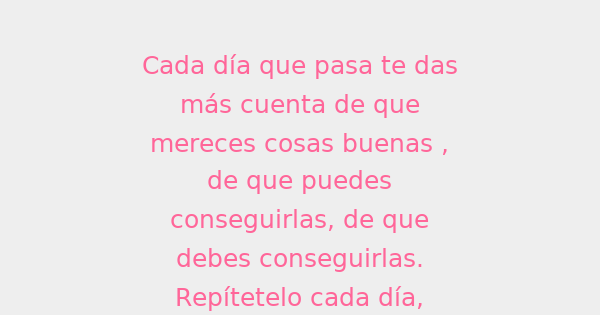 Cada día que pasa te das
más cuenta de que
mereces cosas buenas ,
de que puedes
conseguirlas, de que
debes conseguirlas.
Repítetelo cada día,